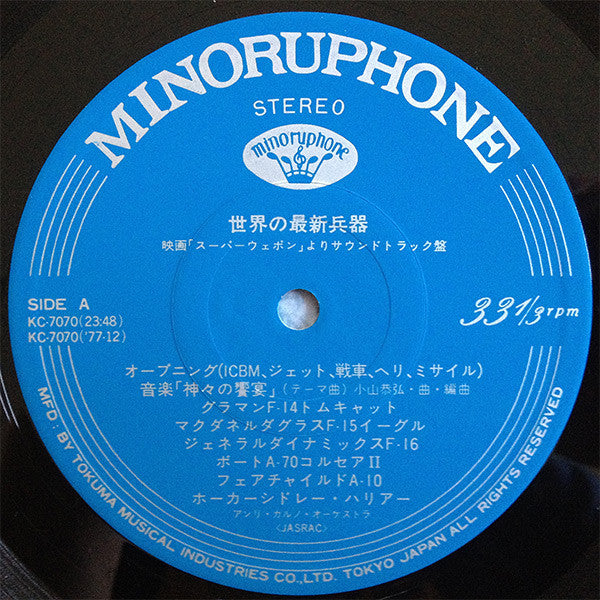 MINORUPHONE
STEREO
minoruphone
世界の最新兵器
映画「スーパーウェポン」よりサウンドトラック盤
SIDE A
KC-7070(23:48)
KC-7070('77-12)
33 1/3 rpm
オープニング(ICBM、ジェット、戦車、ヘリ、ミサイル)
音楽「神々の饗宴」(テーマ曲)小山恭弘・曲・編曲
グラマンF-14トムキャット
マクダネルダグラスF-15イーグル
ジェネラルダイナミックスF-16
ボートA-70コルセアII
フェアチャイルドA-10
ホーカーシドレー・ハリアー
アンリ・カルノ・オーケストラ
<JASRAC>
MFD: BY TOKUMA MUSICAL INDUSTRIES CO., LTD. TOKYO JAPAN ALL RIGHTS RESERVED